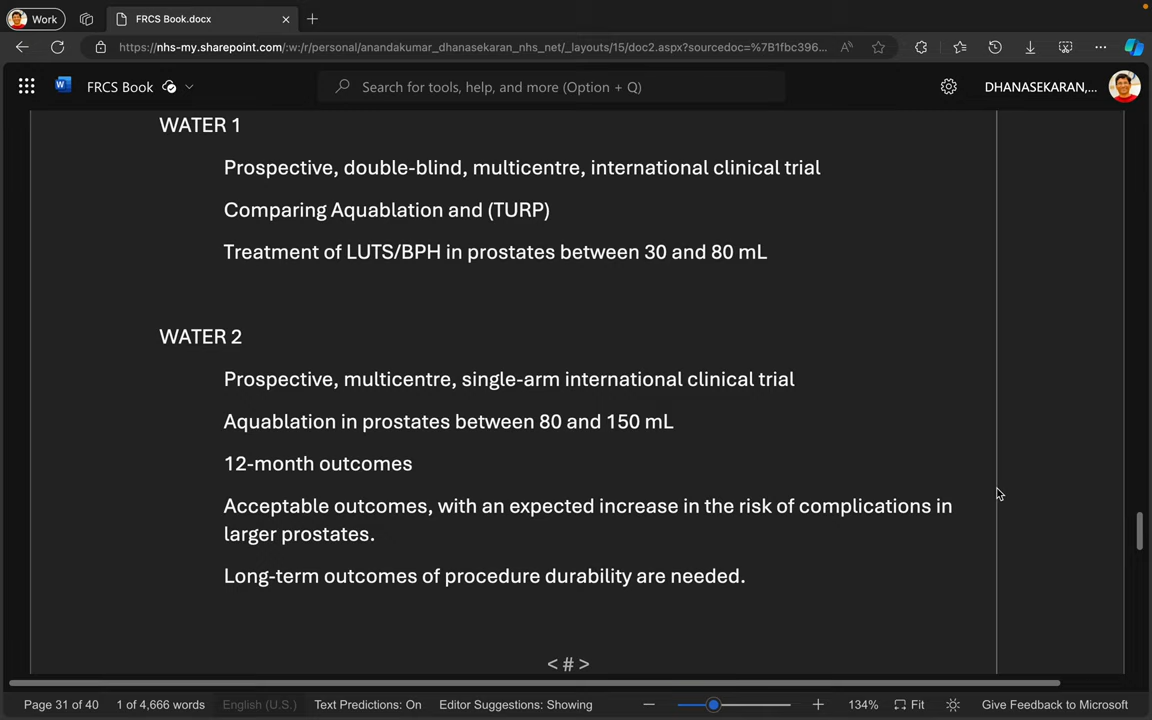 Work
FRCS Book.docx
https://nhs-my.sharepoint.com/:w:/r/personal/anandakumar_dhanasekaran_nhs_net/_layouts/15/doc2.aspx?sourcedoc=%7B1fbc396...
FRCS Book
Search for tools, help, and more (Option + Q)
DHANASEKARAN,...
WATER 1
Prospective, double-blind, multicentre, international clinical trial
Comparing Aquablation and (TURP)
Treatment of LUTS/BPH in prostates between 30 and 80 mL
WATER 2
Prospective, multicentre, single-arm international clinical trial
Aquablation in prostates between 80 and 150 mL
12-month outcomes
Acceptable outcomes, with an expected increase in the risk of complications in
larger prostates.
Long-term outcomes of procedure durability are needed.
< # >
Page 31 of 40 1 of 4,666 words English (U.S.) Text Predictions: On Editor Suggestions: Showing 134% Fit Give Feedback to Microsoft